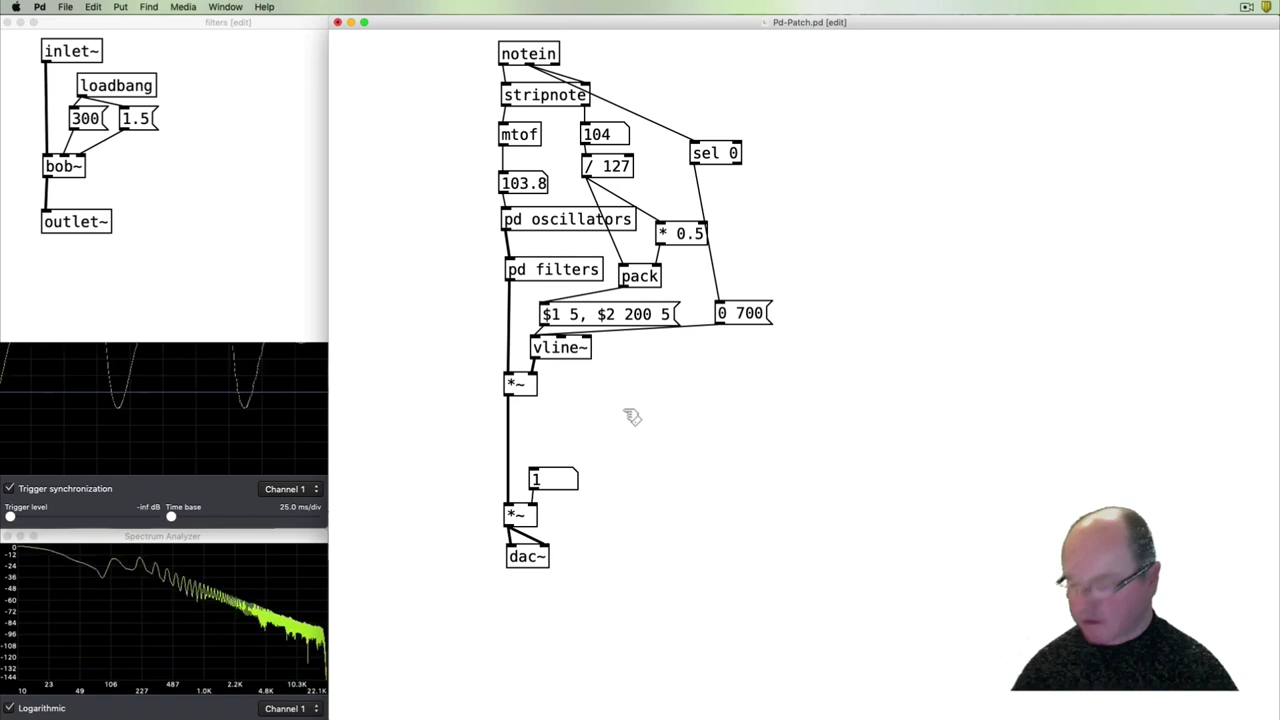 Pd File Edit Put Find Media Window Help
filters [edit]
Pd-Patch.pd [edit]
inlet~
loadbang
300
1.5
bob~
outlet~
notein
stripnote
mtof
104
/ 127
103.8
sel 0
pd oscillators
* 0.5
pd filters
pack
$1 5, $2 200 5
0 700
vline~
*~
1
*~
dac~
Trigger synchronization
Channel 1
Trigger level
-inf dB
Time base
25.0 ms/div
Spectrum Analyzer
0
-12
-24
-36
-48
-60
-72
-84
-96
-108
-120
-132
-144
10 23 49 106 227 487 1.0K 2.2K 4.8K 10.3K 22.1K
Logarithmic
Channel 1